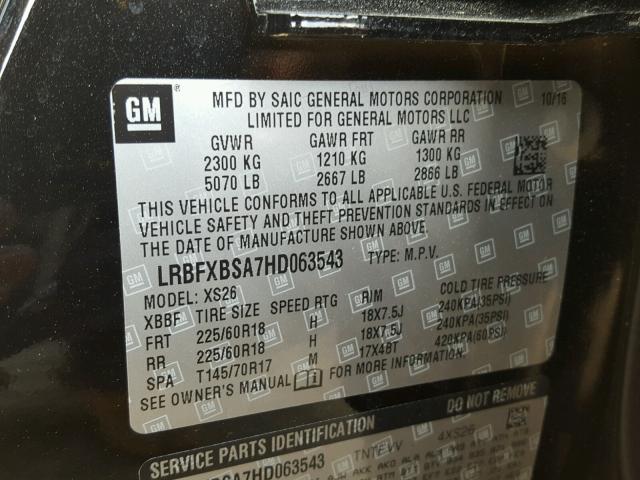 GM
MFD BY SAIC GENERAL MOTORS CORPORATION 10/16
LIMITED FOR GENERAL MOTORS LLC
GVWR GAWR FRT GAWR RR
2300 KG 1210 KG 1300 KG
5070 LB 2667 LB 2866 LB
THIS VEHICLE CONFORMS TO ALL APPLICABLE U.S. FEDERAL MOTOR
VEHICLE SAFETY AND THEFT PREVENTION STANDARDS IN EFFECT ON
THE DATE OF MANUFACTURE SHOWN ABOVE.
LRBFXBSA7HD063543 TYPE: M.P.V.
MODEL: XS26
XBBF TIRE SIZE SPEED RTG RIM COLD TIRE PRESSURE
FRT 225/60R18 H 18X7.5J 240KPA(35PSI)
RR 225/60R18 H 18X7.5J 240KPA(35PSI)
SPA T145/70R17 M 17X4BT 420KPA(60PSI)
SEE OWNER'S MANUAL FOR MORE INFORMATION.
SERVICE PARTS IDENTIFICATION DO NOT REMOVE
BSA7HD063543 4XS26